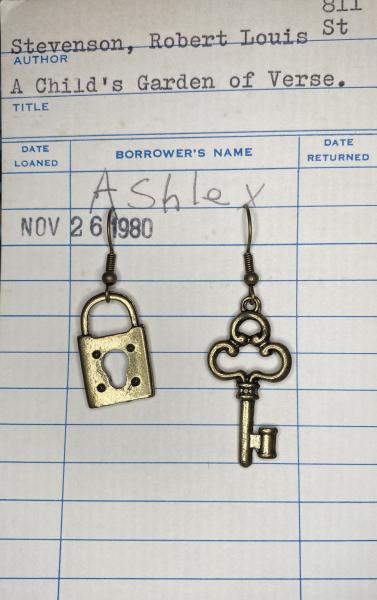 811
Stevenson, Robert Louis St
AUTHOR
A Child's Garden of Verse.
TITLE
DATE LOANED BORROWER'S NAME DATE RETURNED
Ashley
NOV 26 1980